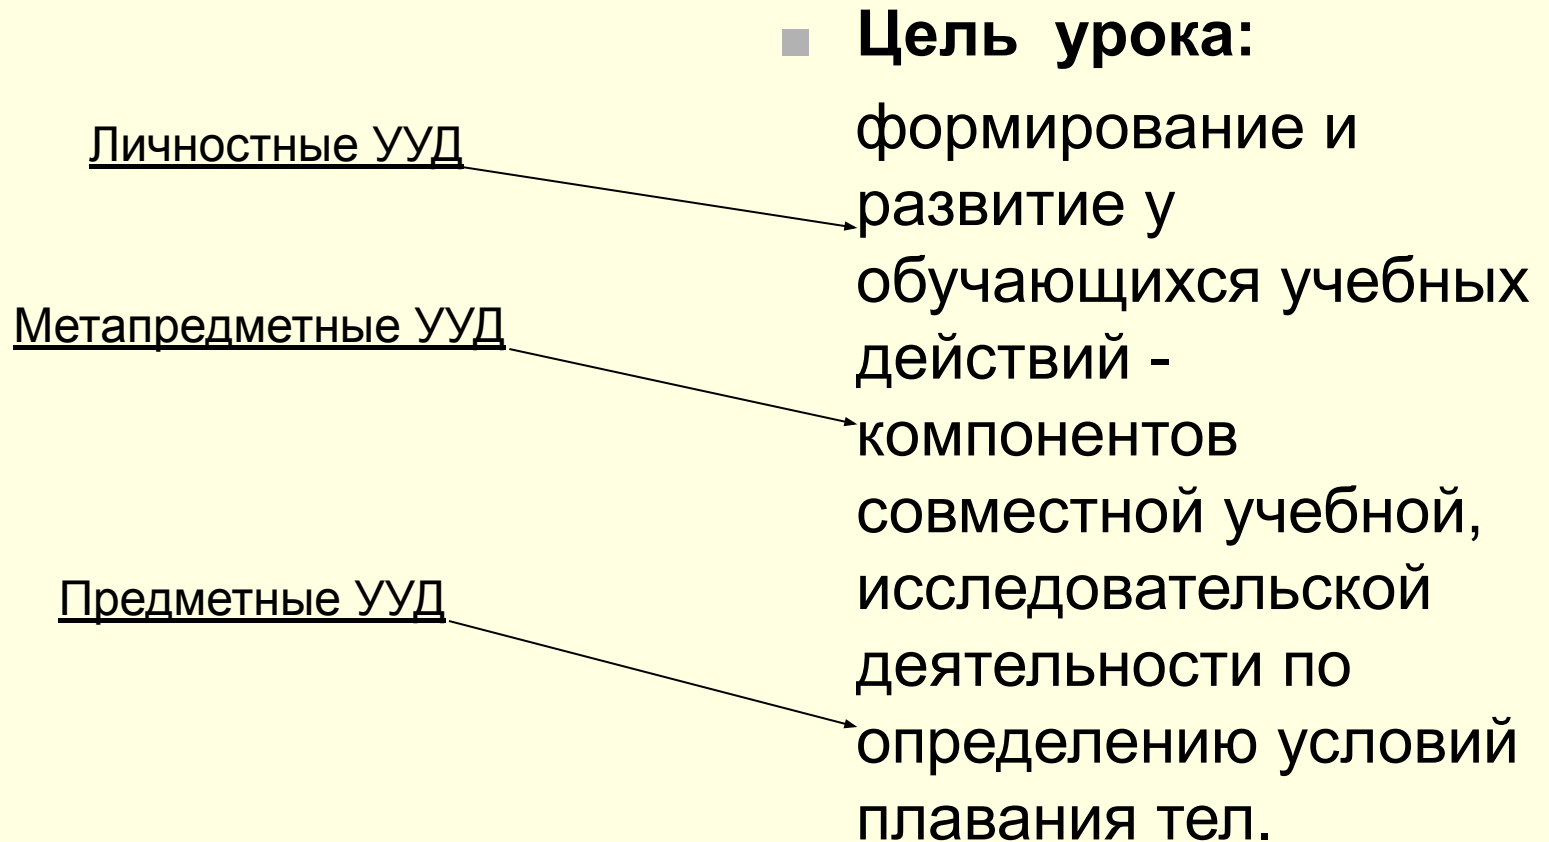 Личностные УУД
Метапредметные УУД
Предметные УУД
Цель урока:
формирование и
развитие у
обучающихся учебных
действий -
компонентов
совместной учебной,
исследовательской
деятельности по
определению условий
плавания тел.